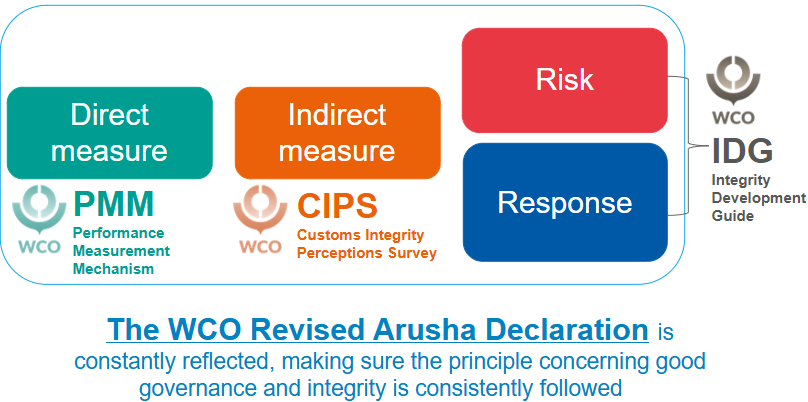 Direct
measure
WCO
PMM
Performance
Measurement
Mechanism
Indirect
measure
WCO
CIPS
Customs Integrity
Perceptions Survey
Risk
Response
WCO
IDG
Integrity
Development
Guide
The WCO Revised Arusha Declaration is
constantly reflected, making sure the principle concerning good
governance and integrity is consistently followed